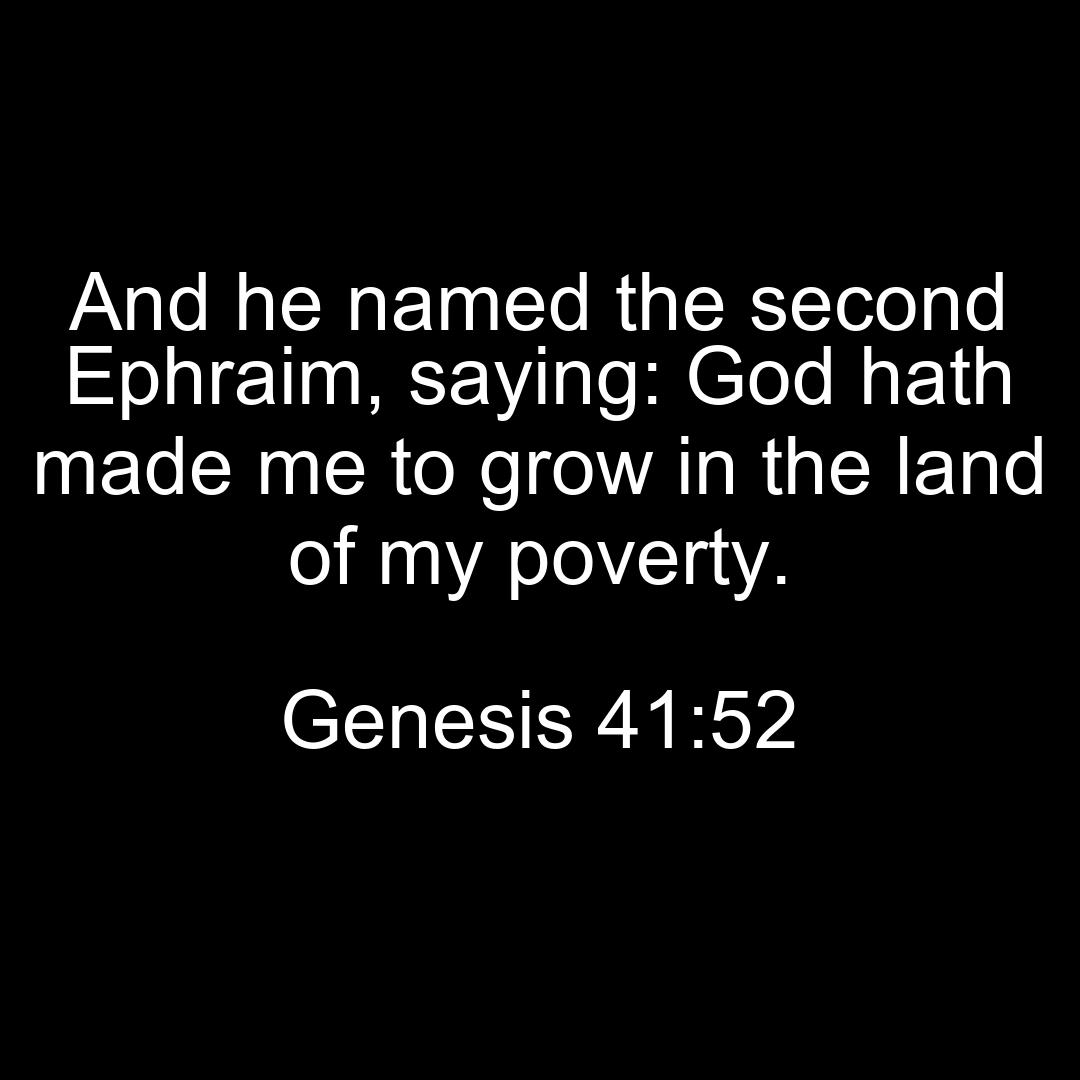 And he named the second
Ephraim, saying: God hath
made me to grow in the land
of my poverty.
Genesis 41:52